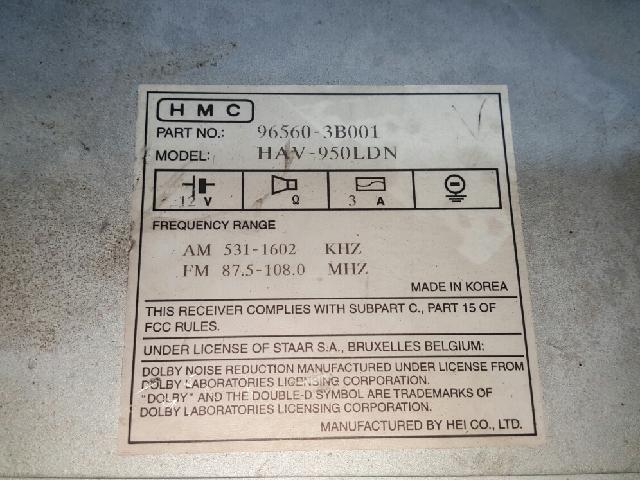 HMC
PART NO.: 96560-3B001
MODEL: HAV-950LDN
12 V Ω 3 A
FREQUENCY RANGE
AM 531-1602 KHZ
FM 87.5-108.0 MHZ
MADE IN KOREA
THIS RECEIVER COMPLIES WITH SUBPART C., PART 15 OF
FCC RULES.
UNDER LICENSE OF STAAR S.A., BRUXELLES BELGIUM:
DOLBY NOISE REDUCTION MANUFACTURED UNDER LICENSE FROM
DOLBY LABORATORIES LICENSING CORPORATION.
"DOLBY" AND THE DOUBLE-D SYMBOL ARE TRADEMARKS OF
DOLBY LABORATORIES LICENSING CORPORATION.
MANUFACTURED BY HEI CO., LTD.